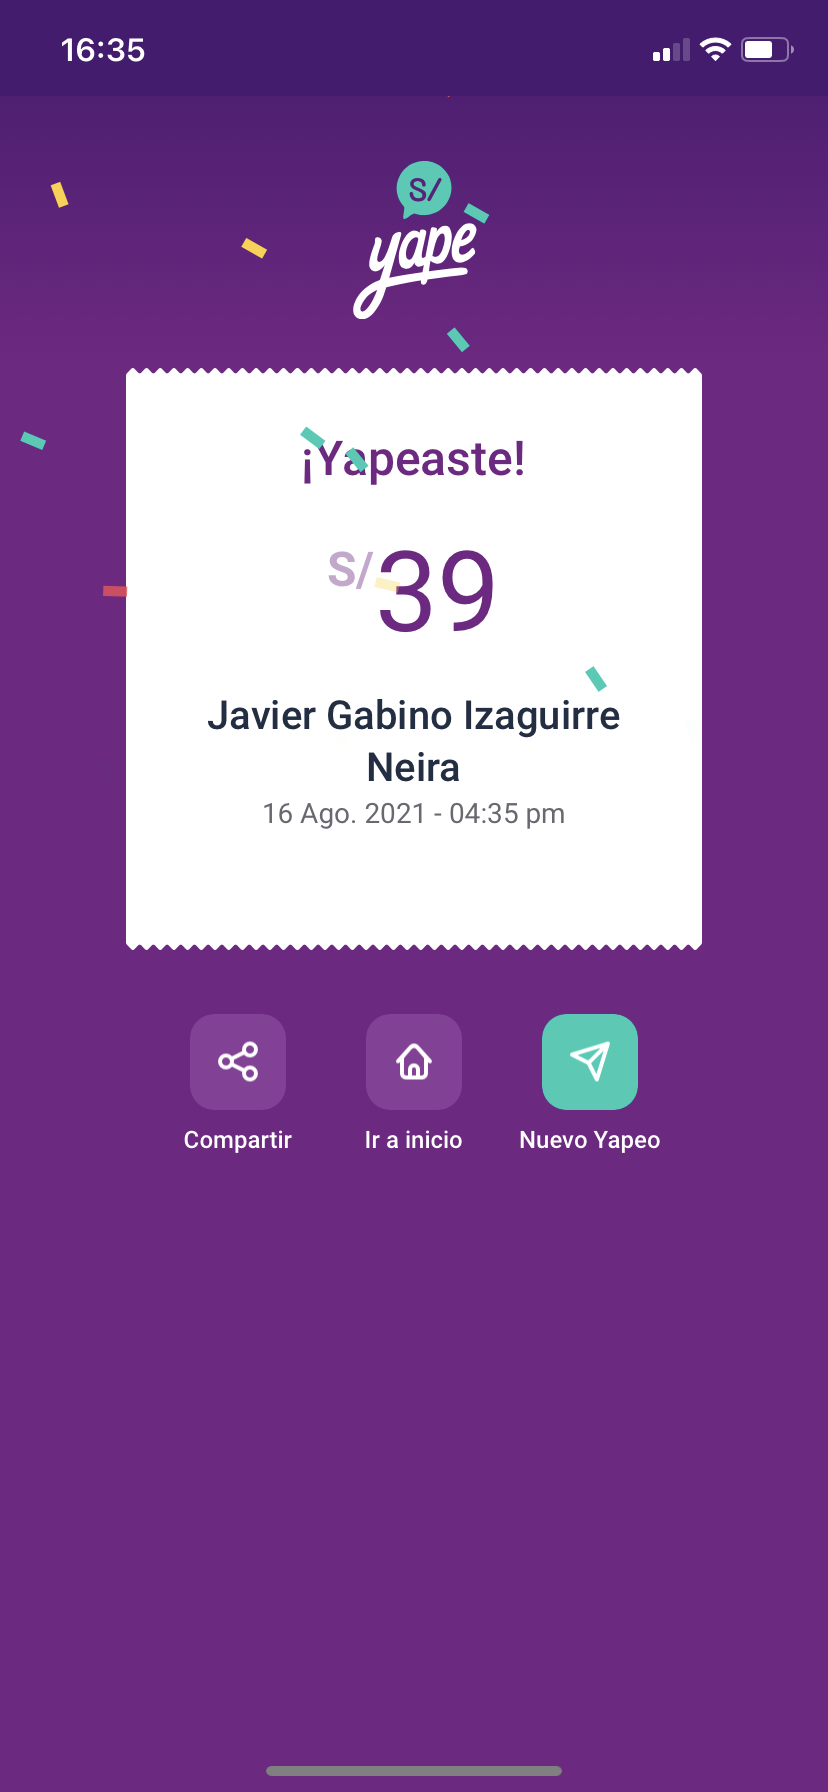 16:35
S/
yape
¡Yapeaste!
S/ 39
Javier Gabino Izaguirre
Neira
16 Ago. 2021 - 04:35 pm
Compartir
Ir a inicio
Nuevo Yapeo